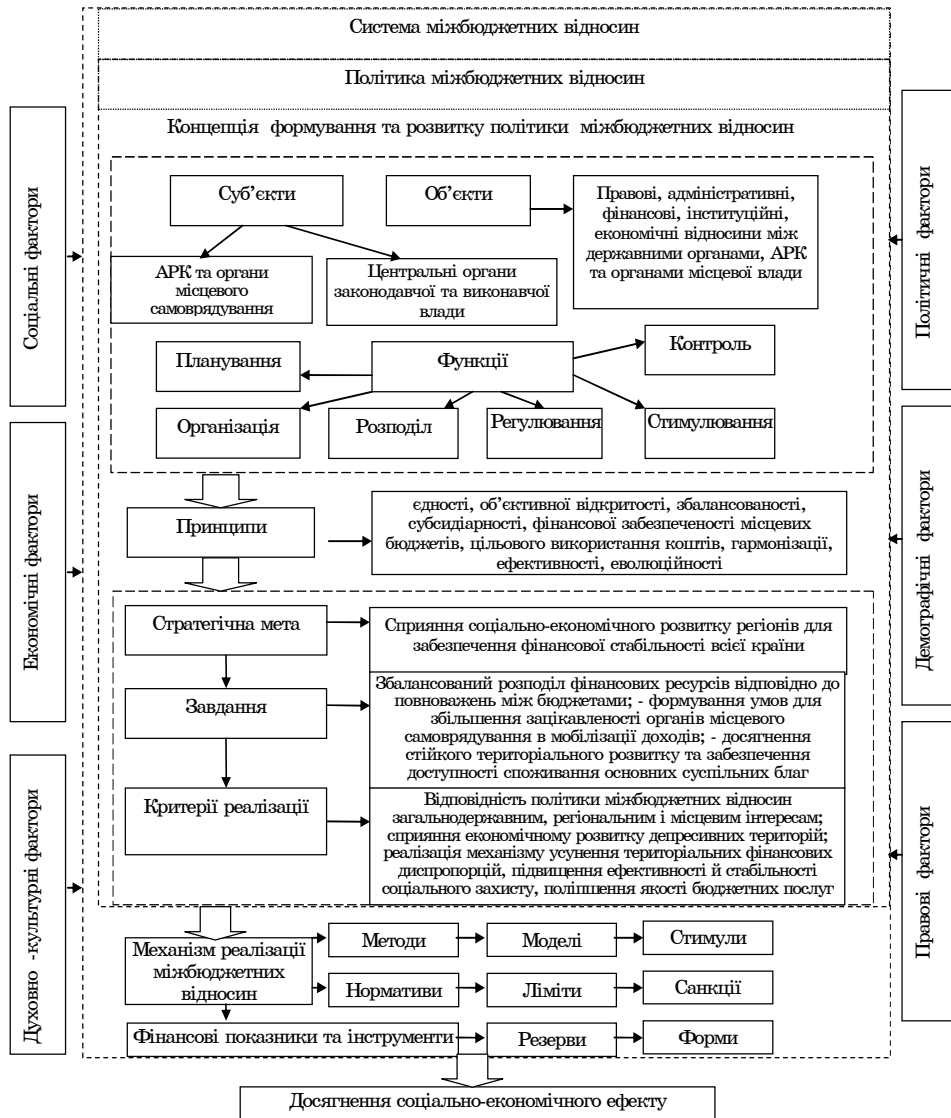 Система міжбюджетних відносин
Політика міжбюджетних відносин
Концепція формування та розвитку політики міжбюджетних відносин
Соціальні фактори
Економічні фактори
Духовно -культурні фактори
Політичні фактори
Демографічні фактори
Правові фактори
Суб’єкти
Об’єкти
Правові, адміністративні,
фінансові, інституційні,
економічні відносини між
державними органами, АРК
та органами місцевої влади
АРК та органи
місцевого
самоврядування
Центральні органи
законодавчої та виконавчої
влади
Планування
Функції
Контроль
Організація
Розподіл
Регулювання
Стимулювання
Принципи
єдності, об’єктивної відкритості, збалансованості,
субсидіарності, фінансової забезпеченості місцевих
бюджетів, цільового використання коштів, гармонізації,
ефективності, еволюційності
Стратегічна мета
Сприяння соціально-економічного розвитку регіонів для
забезпечення фінансової стабільності всієї країни
Завдання
Збалансований розподіл фінансових ресурсів відповідно до
повноважень між бюджетами; - формування умов для
збільшення зацікавленості органів місцевого
самоврядування в мобілізації доходів; - досягнення
стійкого територіального розвитку та забезпечення
доступності споживання основних суспільних благ
Критерії реалізації
Відповідність політики міжбюджетних відносин
загальнодержавним, регіональним і місцевим інтересам;
сприяння економічному розвитку депресивних територій;
реалізація механізму усунення територіальних фінансових
диспропорцій, підвищення ефективності й стабільності
соціального захисту, поліпшення якості бюджетних послуг
Механізм реалізації
міжбюджетних
відносин
Методи
Моделі
Стимули
Нормативи
Ліміти
Санкції
Фінансові показники та інструменти
Резерви
Форми
Досягнення соціально-економічного ефекту